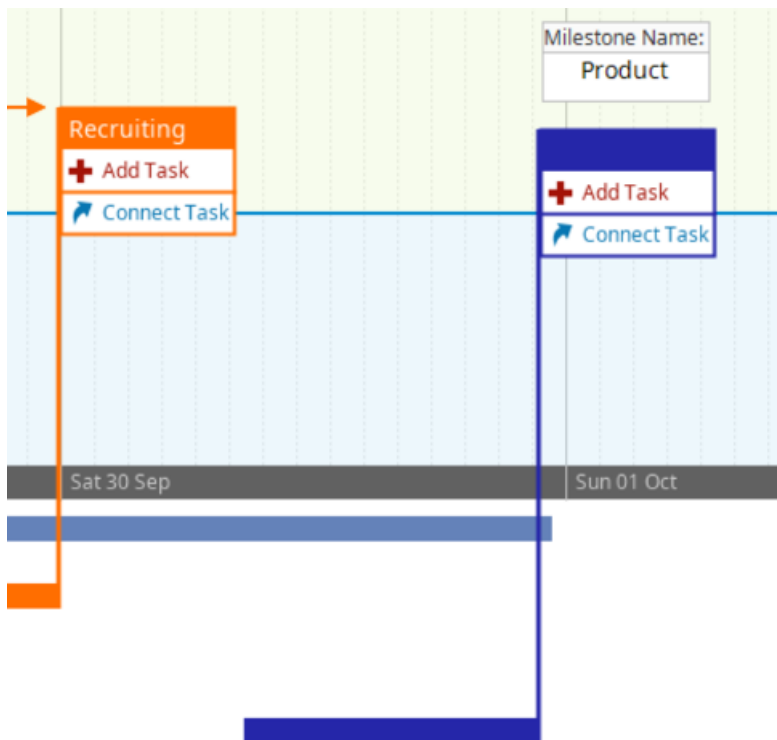 Milestone Name:
Product
Recruiting
Add Task
Connect Task
Add Task
Connect Task
Sat 30 Sep
Sun 01 Oct